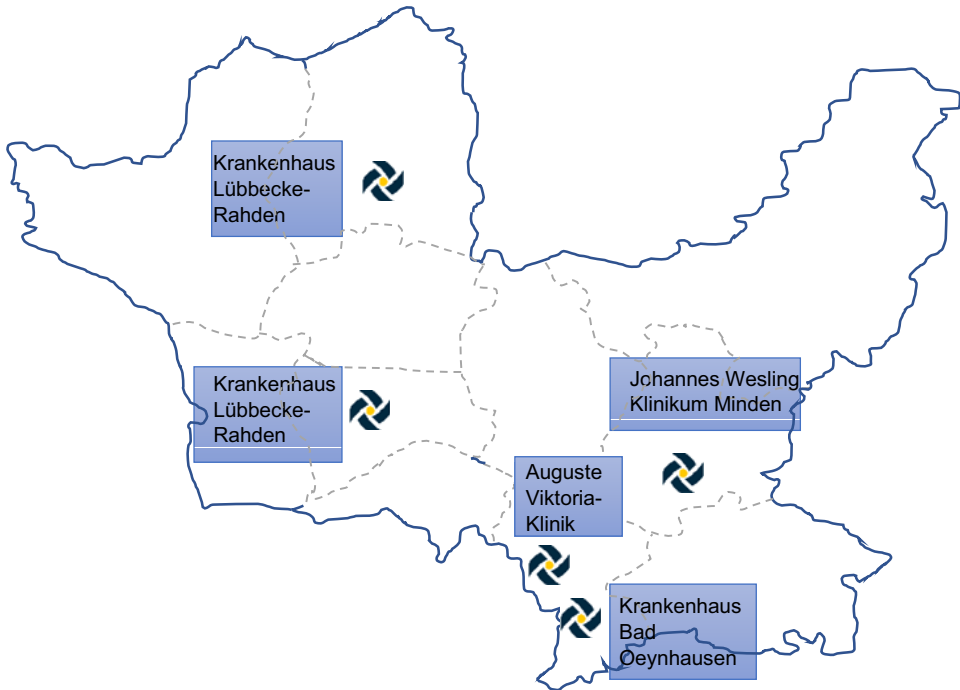 Krankenhaus
Lübbecke-
Rahden
Krankenhaus
Lübbecke-
Rahden
Johannes Wesling
Klinikum Minden
Auguste
Viktoria-
Klinik
Krankenhaus
Bad
Oeynhausen